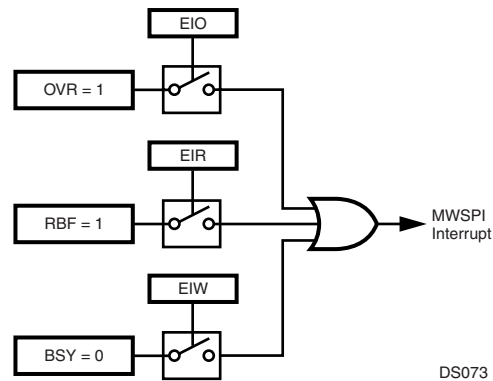 EIO
OVR = 1
EIR
RBF = 1
MWSPI
Interrupt
EIW
BSY = 0
DS073